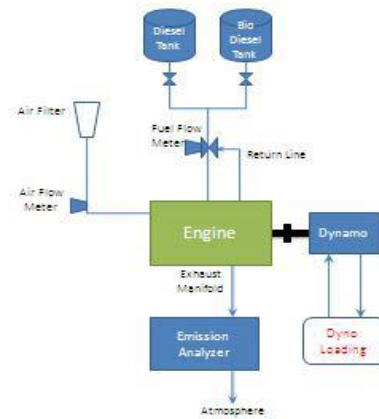 Diesel
Tank
Bio
Diesel
Tank
Air Filter
Fuel Flow
Meter
Return Line
Air Flow
Meter
Engine
Dynamo
Exhaust
Manifold
Dyno
Loading
Emission
Analyzer
Atmosphere